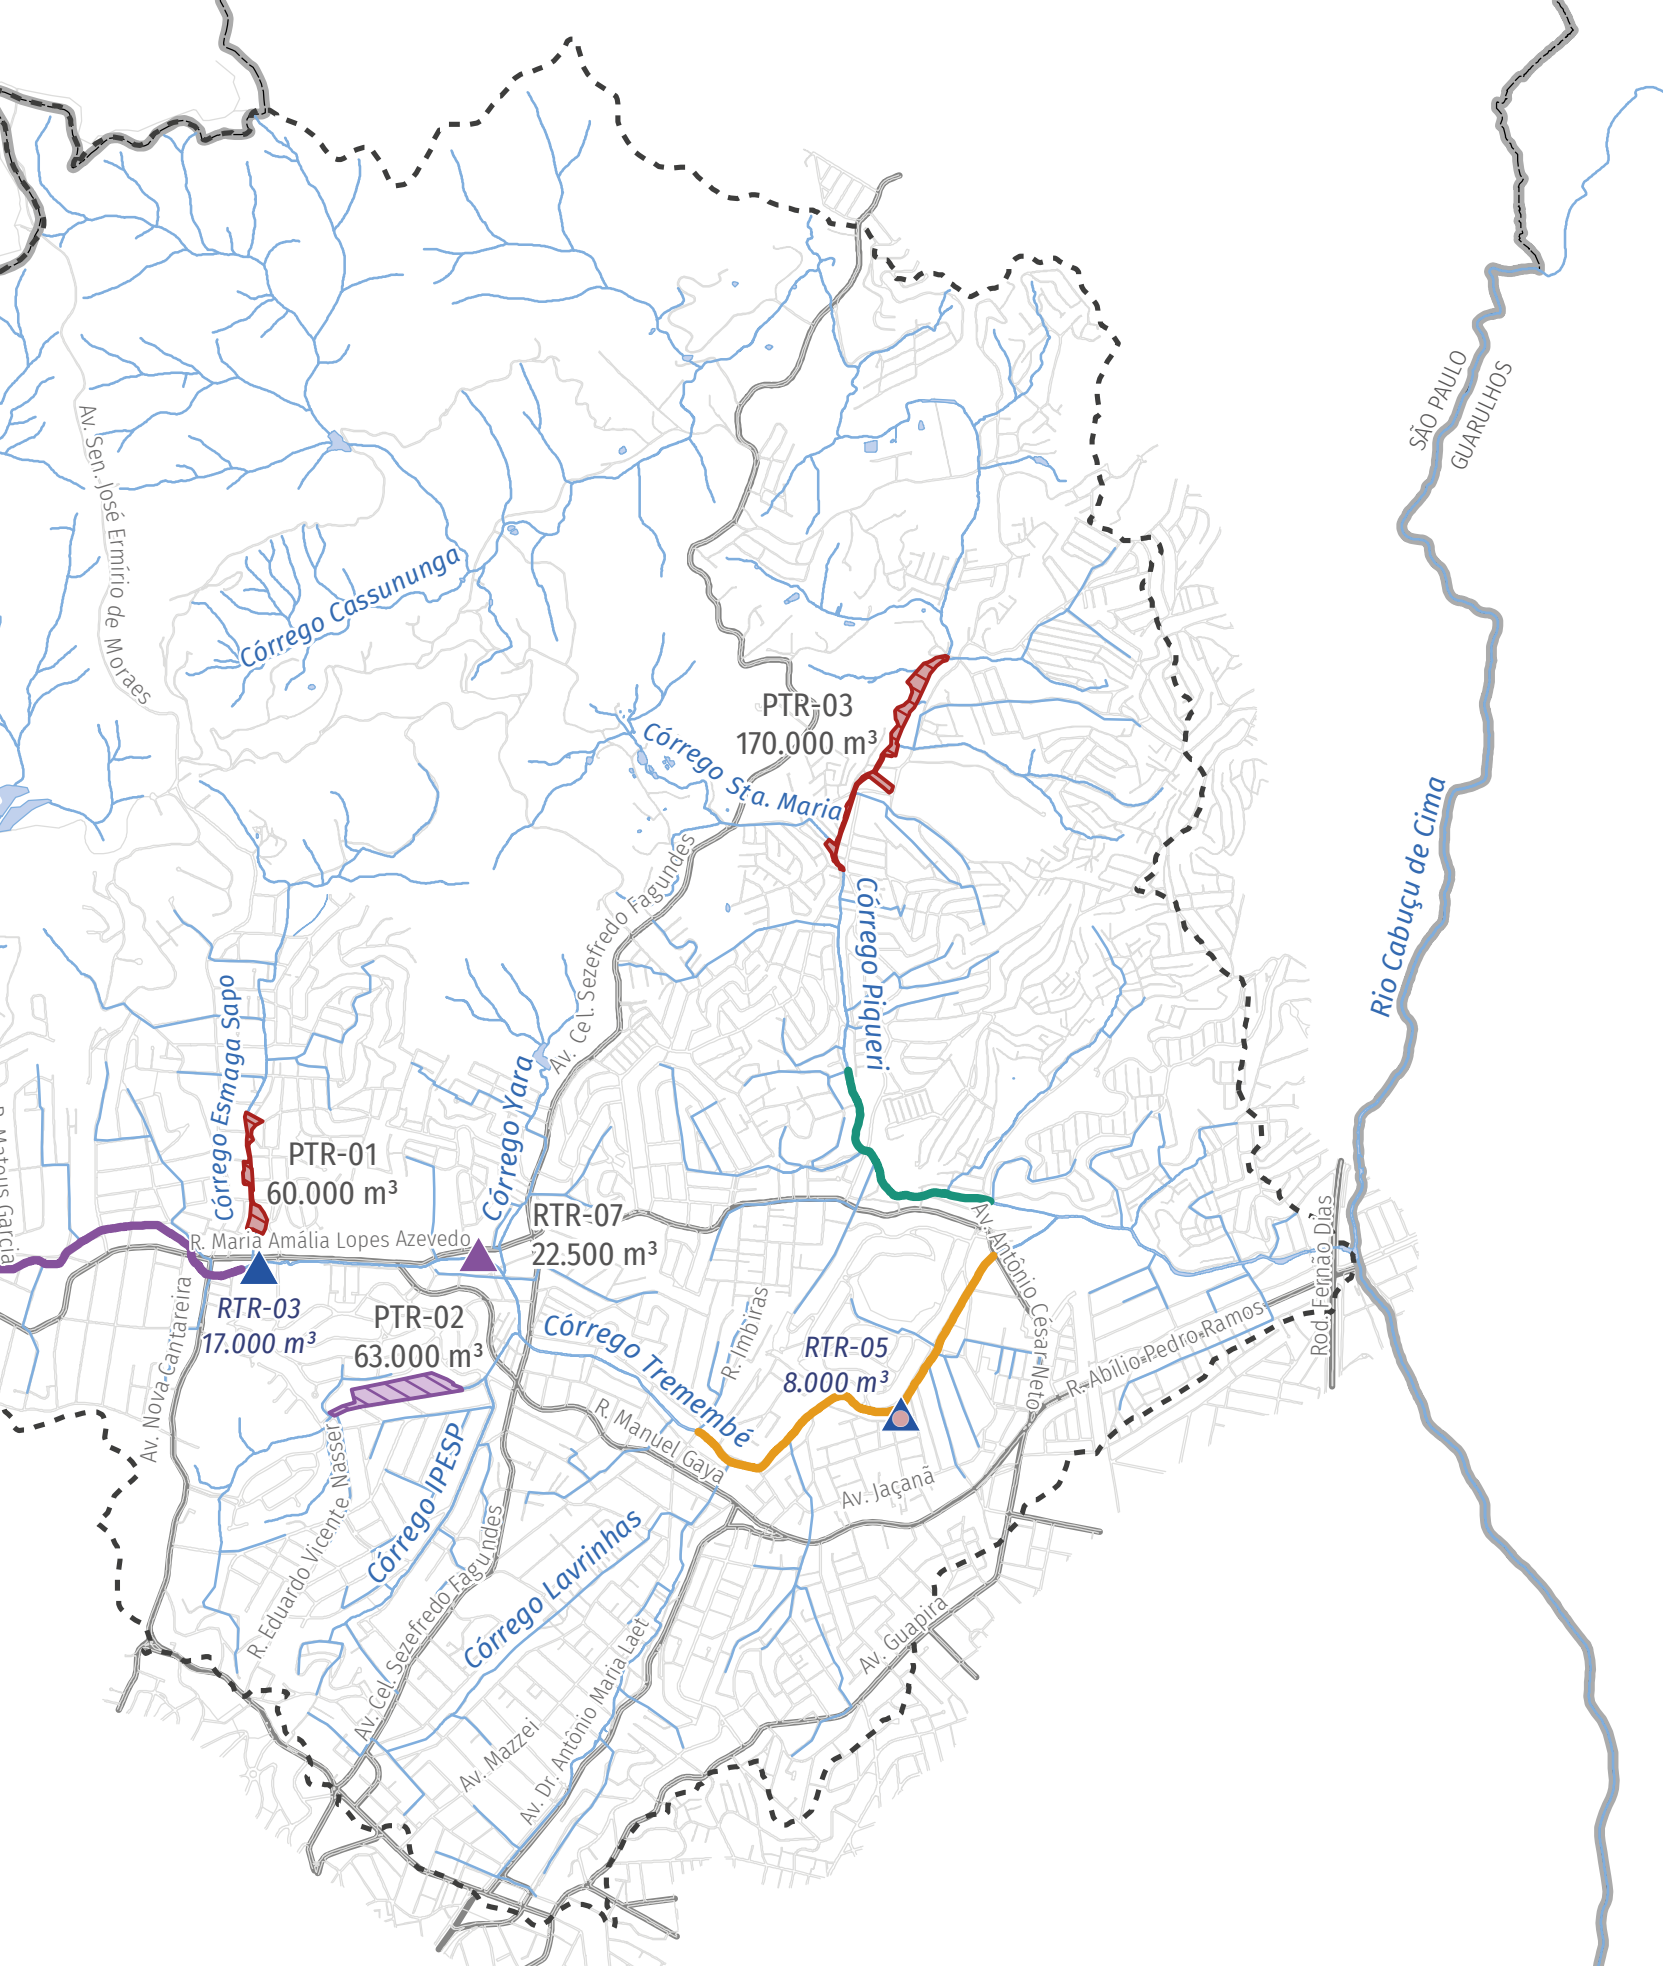 SÃO PAULO
GUARULHOS
Av. Sen. José Ermírio de Moraes
Córrego Cassununga
PTR-03
170.000 m³
Córrego Sta. Maria
Rio Cabuçu de Cima
Av. Cel. Sezefredo Fagundes
Córrego Piqueri
Córrego Esmaga Sapo
Córrego Yara
R. Mateus Garcia
PTR-01
60.000 m³
RTR-07
22.500 m³
R. Maria Amália Lopes Azevedo
Av. Antônio César Neto
Rod. Fernão Dias
RTR-03
17.000 m³
PTR-02
63.000 m³
Av. Nova Cantareira
Córrego Tremembé
R. Imbiras
RTR-05
8.000 m³
R. Abílio Pedro Ramos
R. Manuel Gaya
Av. Jaçanã
R. Eduardo Vicente Nasser
Córrego IPESP
Córrego Lavrinhas
Av. Cel. Sezefredo Fagundes
Av. Guapira
Av. Mazzei
Av. Dr. Antônio Maria Laet